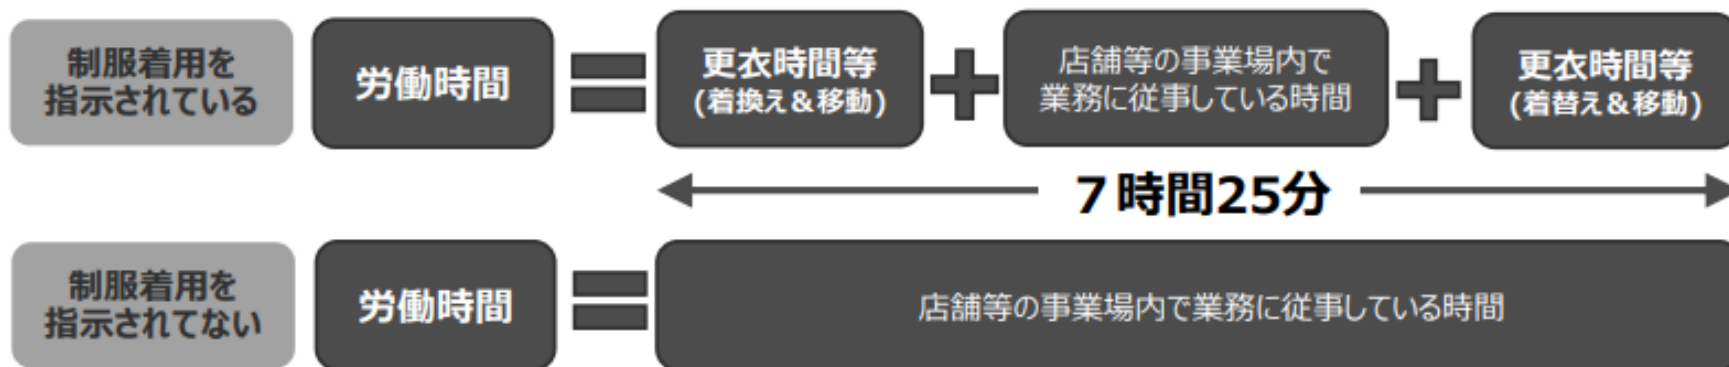 制服着用を
指示されている
労働時間
更衣時間等
(着換え&移動)
店舗等の事業場内で
業務に従事している時間
更衣時間等
(着替え&移動)
7時間25分
制服着用を
指示されてない
労働時間
店舗等の事業場内で業務に従事している時間